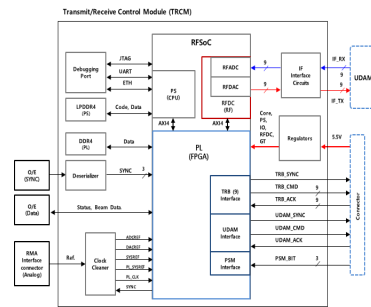 Transmit/Receive Control Module (TRCM)
RFSoC
Debugging
Port
JTAG
UART
ETH
PS
(CPU)
RFADC
RFDAC
RFDC
(RF)
9
9
IF
Interface
Circuits
IF_RX
9
9
IF_TX
UDAM
LPDDR4
(PS)
Code, Data
AXI4
AXI4
DDR4
(PL)
Data
PL
(FPGA)
Core,
PS,
IO,
RFDC,
GT
Regulators
5.5V
O/E
(SYNC)
Deserializer
SYNC
3
O/E
(Data)
Status, Beam Data
TRB (9)
Interface
TRB_SYNC
TRB_CMD
9
TRB_ACK
9
UDAM
Interface
UDAM_SYNC
UDAM_CMD
UDAM_ACK
PSM
Interface
PSM_BIT
3
Connector
RMA
Interface
connector
(Analog)
Ref.
Clock
Cleaner
ADCREF
DACREF
SYSREF
PL_SYSREF
PL_CLK
SYNC